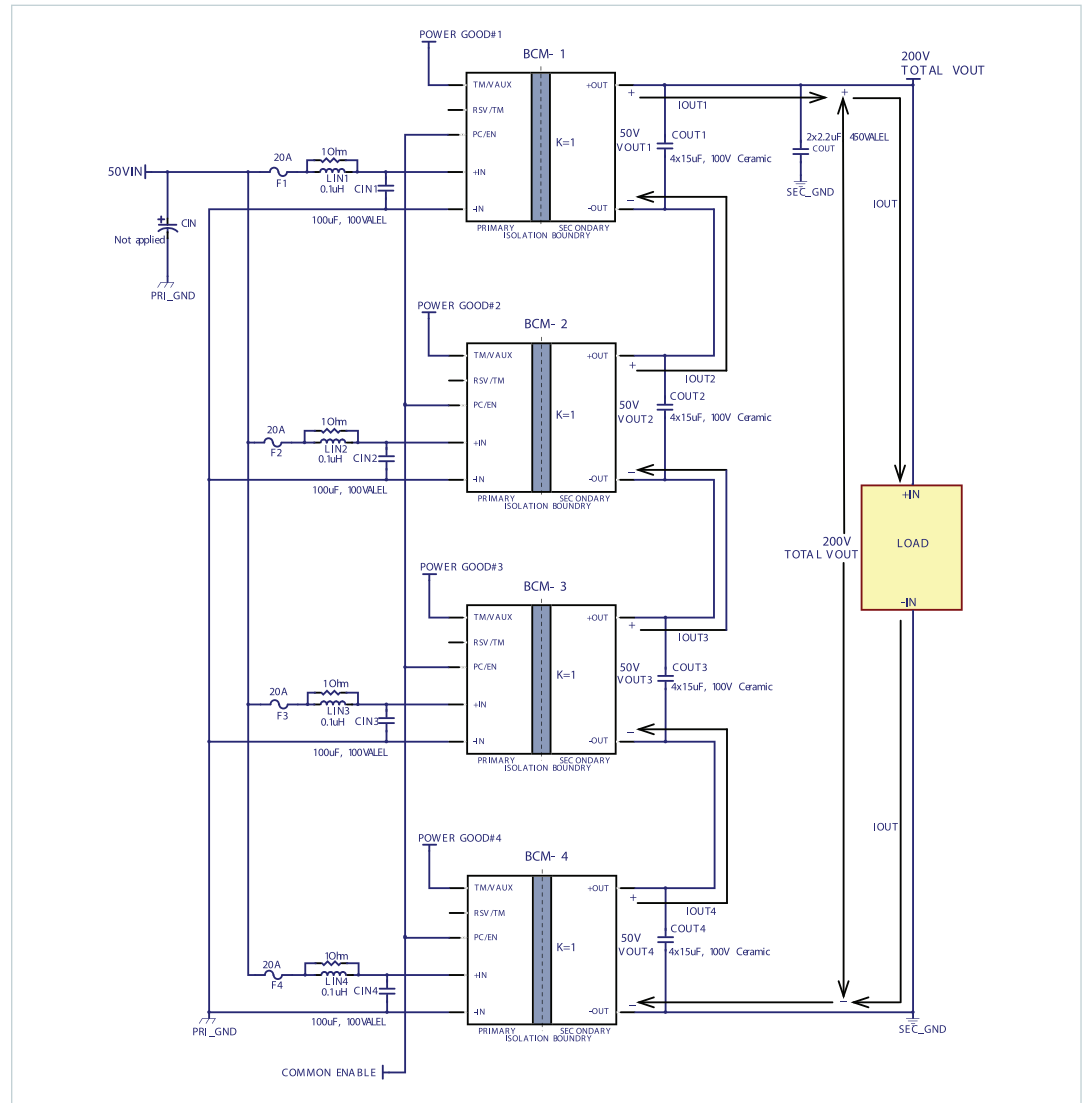 POWER GOOD#1
BCM- 1
TM/VAUX
RSV/TM
PC/EN
+IN
-IN
+OUT
-OUT
K=1
PRIMARY
SECONDARY
ISOLATION BOUNDRY
50VIN
CIN
Not applied
PRI_GND
20A
F1
1Ohm
LIN1
0.1uH
CIN1
100uF, 100VALEL
+
IOUT1
50V
VOUT1
COUT1
4x15uF, 100V Ceramic
–
200V
TOTAL VOUT
+
2x2.2uF 450VALEL
COUT
SEC_GND
IOUT
POWER GOOD#2
BCM- 2
TM/VAUX
RSV/TM
PC/EN
+IN
-IN
+OUT
-OUT
K=1
PRIMARY
SECONDARY
ISOLATION BOUNDRY
20A
F2
1Ohm
LIN2
0.1uH
CIN2
100uF, 100VALEL
+
IOUT2
50V
VOUT2
COUT2
4x15uF, 100V Ceramic
–
200V
TOTAL VOUT
+IN
LOAD
-IN
POWER GOOD#3
BCM- 3
TM/VAUX
RSV/TM
PC/EN
+IN
-IN
+OUT
-OUT
K=1
PRIMARY
SECONDARY
ISOLATION BOUNDRY
20A
F3
1Ohm
LIN3
0.1uH
CIN3
100uF, 100VALEL
+
IOUT3
50V
VOUT3
COUT3
4x15uF, 100V Ceramic
–
IOUT
POWER GOOD#4
BCM- 4
TM/VAUX
RSV/TM
PC/EN
+IN
-IN
+OUT
-OUT
K=1
PRIMARY
SECONDARY
ISOLATION BOUNDRY
20A
F4
1Ohm
LIN4
0.1uH
CIN4
100uF, 100VALEL
+
IOUT4
50V
VOUT4
COUT4
4x15uF, 100V Ceramic
–
–
PRI_GND
SEC_GND
COMMON ENABLE